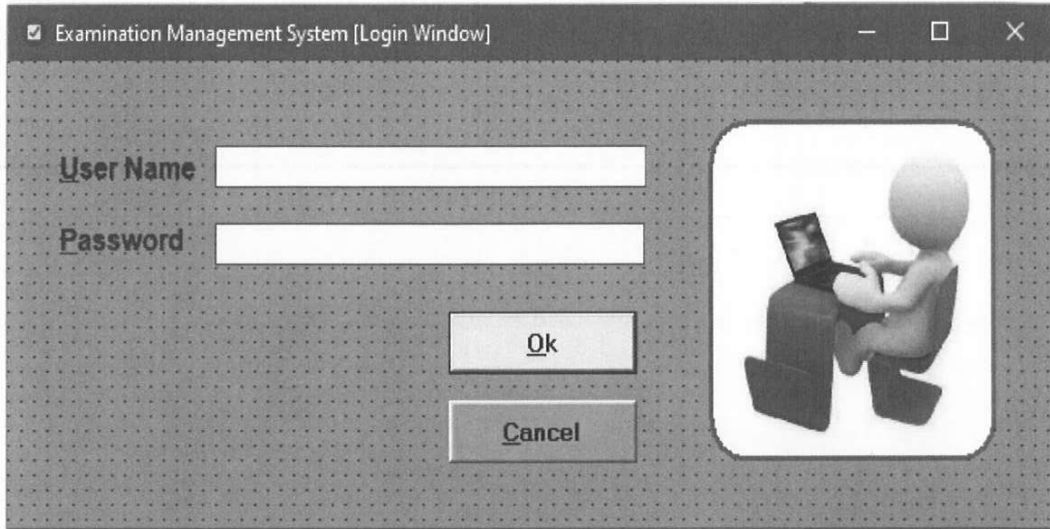 Examination Management System [Login Window]
User Name
Password
Ok
Cancel